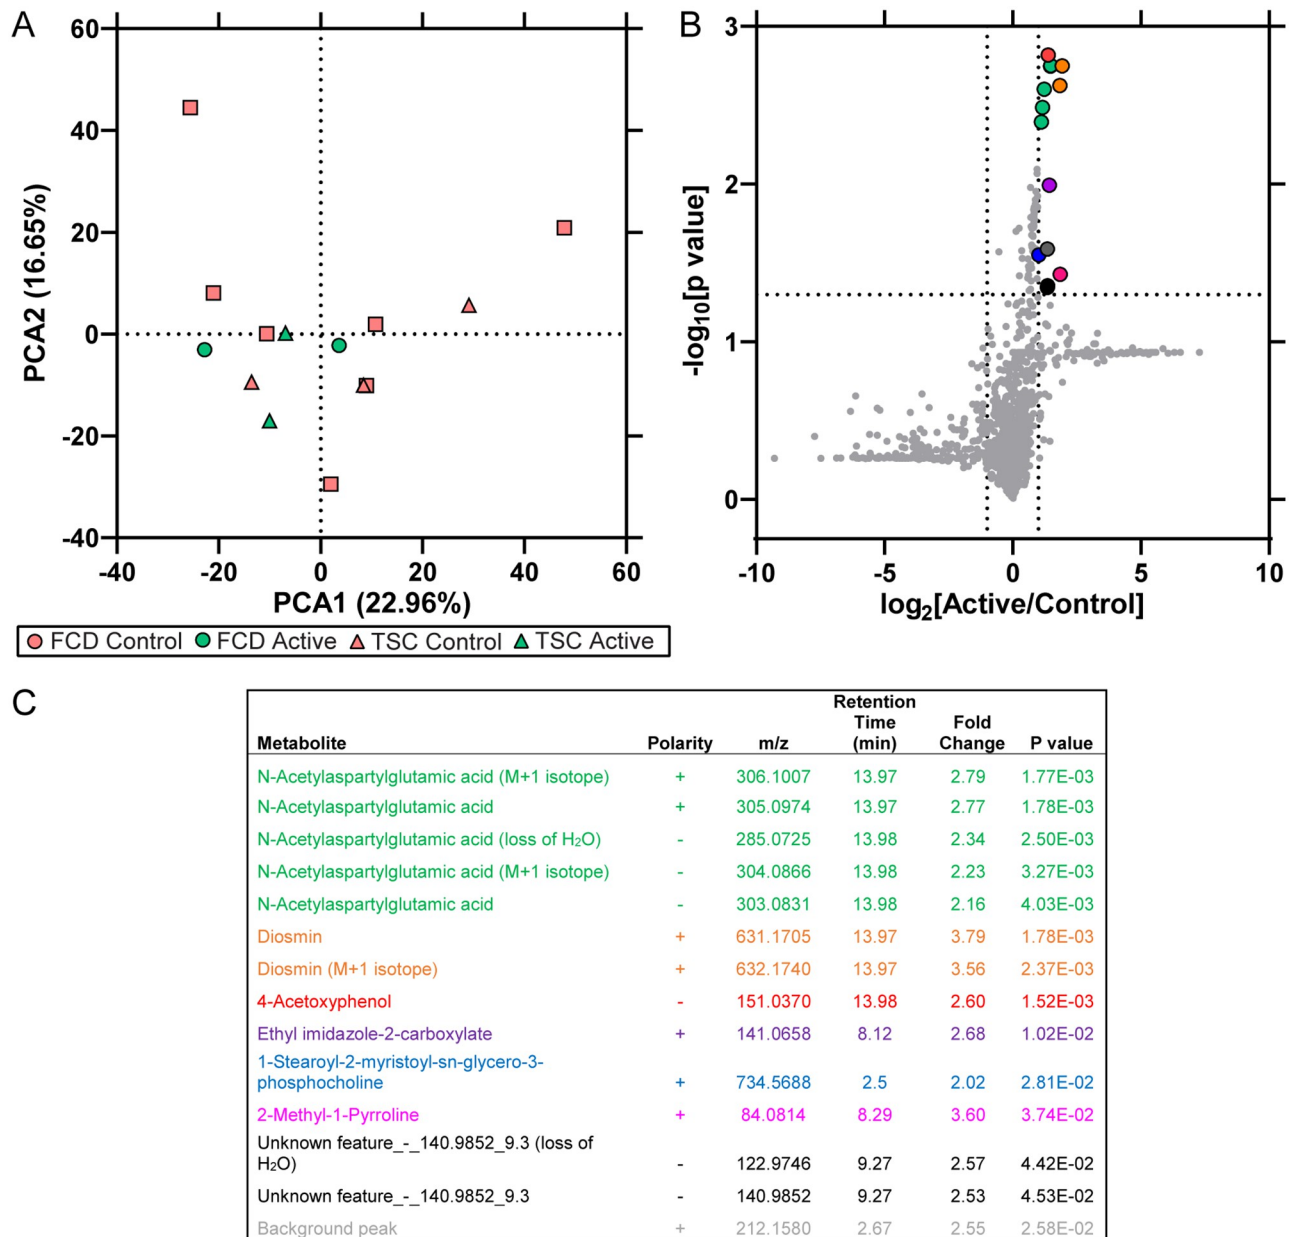 A
60
40
20
0
-20
-40
-40 -20 0 20 40 60
PCA2 (16.65%)
PCA1 (22.96%)
FCD Control FCD Active TSC Control TSC Active
B
3
2
1
0
-10 -5 0 5 10
-log10[p value]
log2[Active/Control]
C
Retention
Time Fold
Metabolite Polarity m/z (min) Change P value
N-Acetylaspartylglutamic acid (M+1 isotope) + 306.1007 13.97 2.79 1.77E-03
N-Acetylaspartylglutamic acid + 305.0974 13.97 2.77 1.78E-03
N-Acetylaspartylglutamic acid (loss of H2O) - 285.0725 13.98 2.34 2.50E-03
N-Acetylaspartylglutamic acid (M+1 isotope) - 304.0866 13.98 2.23 3.27E-03
N-Acetylaspartylglutamic acid - 303.0831 13.98 2.16 4.03E-03
Diosmin + 631.1705 13.97 3.79 1.78E-03
Diosmin (M+1 isotope) + 632.1740 13.97 3.56 2.37E-03
4-Acetoxyphenol - 151.0370 13.98 2.60 1.52E-03
Ethyl imidazole-2-carboxylate + 141.0658 8.12 2.68 1.02E-02
1-Stearoyl-2-myristoyl-sn-glycero-3-
phosphocholine + 734.5688 2.5 2.02 2.81E-02
2-Methyl-1-Pyrroline + 84.0814 8.29 3.60 3.74E-02
Unknown feature_-_140.9852_9.3 (loss of
H2O) - 122.9746 9.27 2.57 4.42E-02
Unknown feature_-_140.9852_9.3 - 140.9852 9.27 2.53 4.53E-02
Background peak + 212.1580 2.67 2.55 2.58E-02